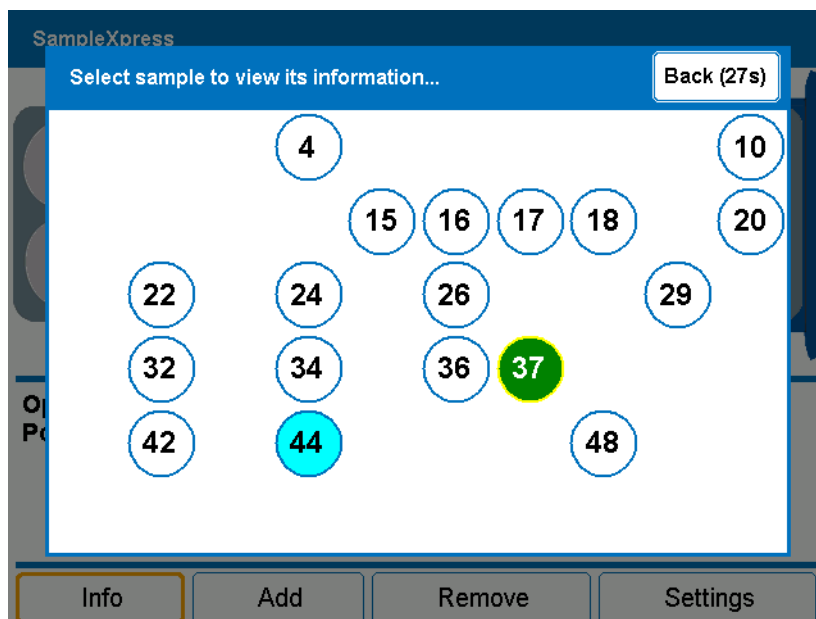 SampleXpress
Select sample to view its information...
Back (27s)
4 10
15 16 17 18 20
22 24 26 29
32 34 36 37
42 44 48
Info Add Remove Settings